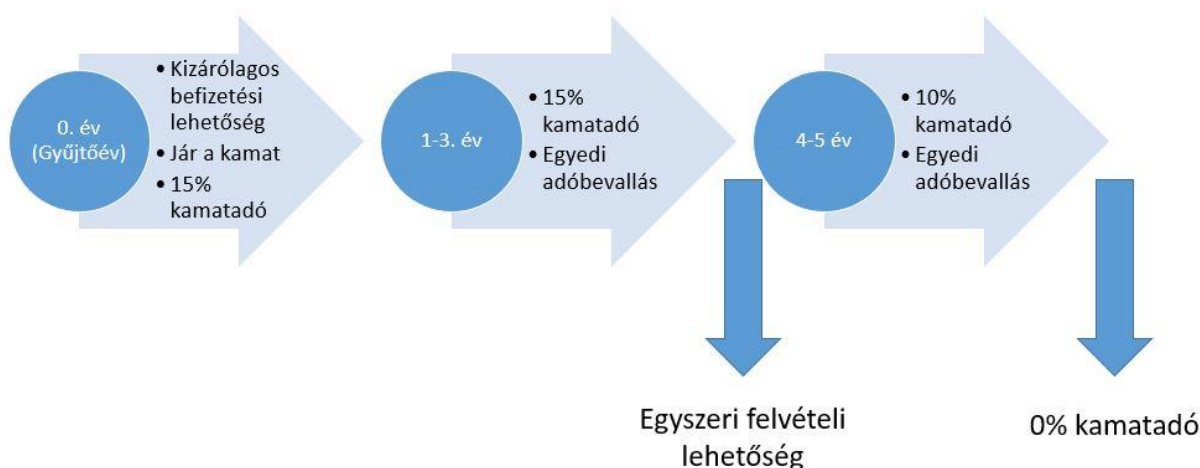 0. év
(Gyűjtőév)
• Kizárólagos
befizetési
lehetőség
• Jár a kamat
• 15%
kamatadó
1-3. év
• 15%
kamatadó
• Egyedi
adóbevallás
4-5 év
• 10%
kamatadó
• Egyedi
adóbevallás
Egyszeri felvételi
lehetőség
0% kamatadó